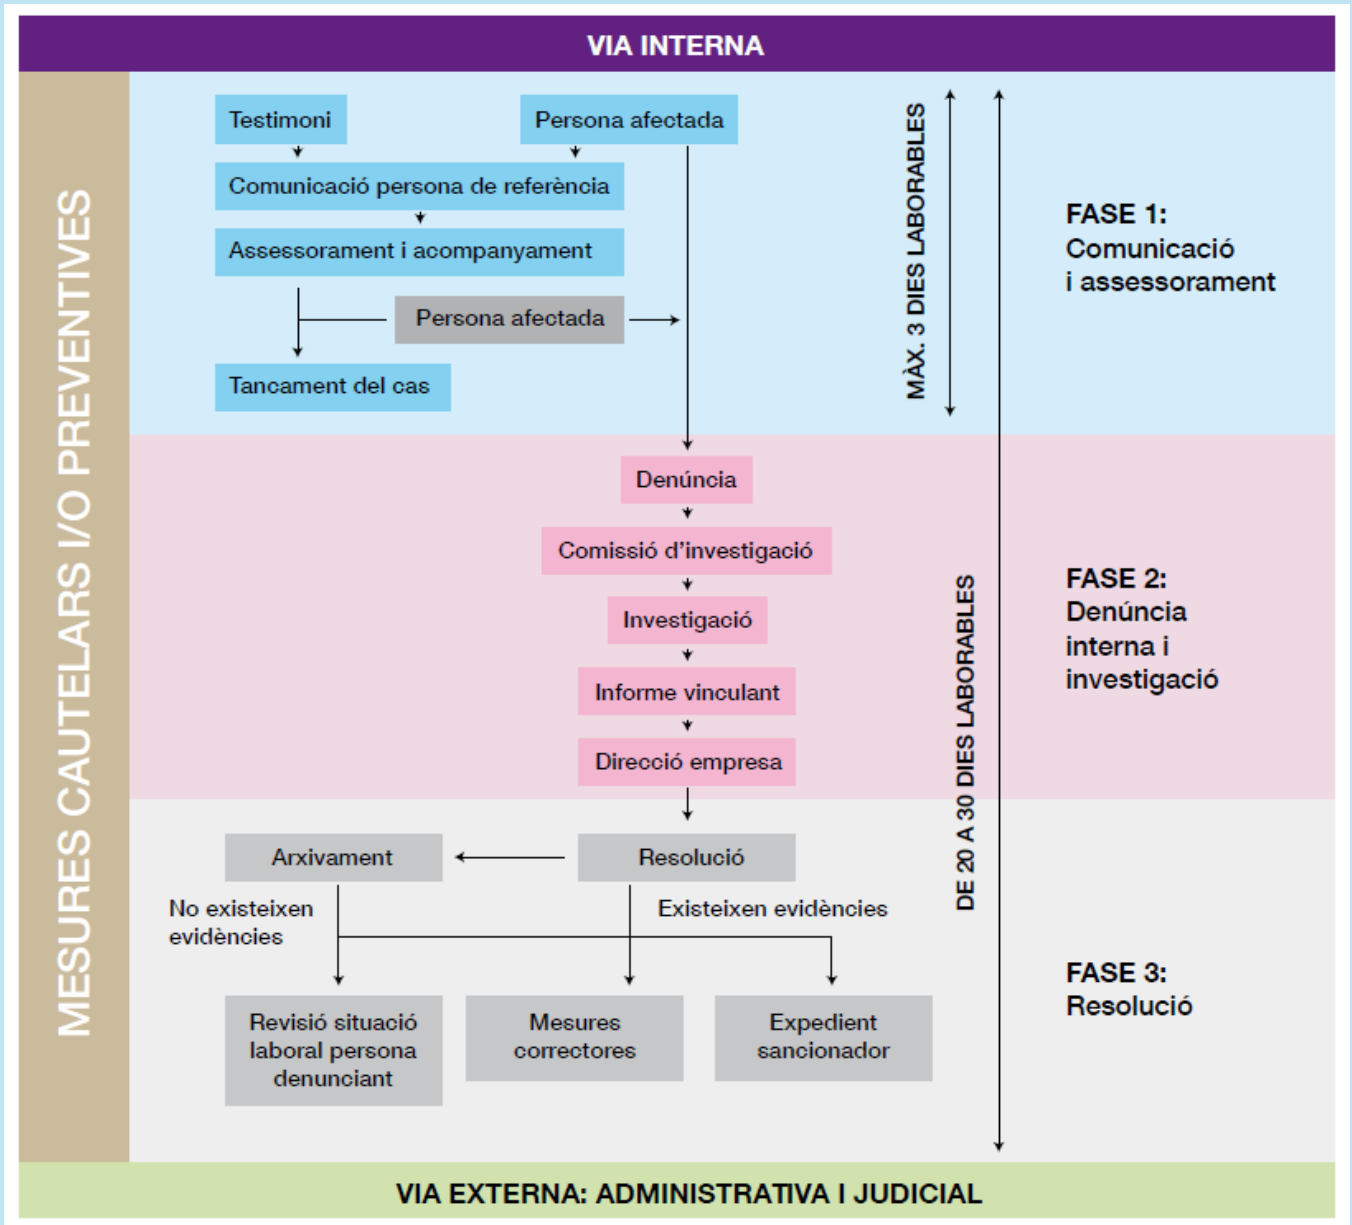 VIA INTERNA
MESURES CAUTELARS I/O PREVENTIVES
Testimoni
Persona afectada
Comunicació persona de referència
Assessorament i acompanyament
Persona afectada
Tancament del cas
MÀX. 3 DIES LABORABLES
FASE 1:
Comunicació
i assessorament
Denúncia
Comissió d'investigació
Investigació
Informe vinculant
Direcció empresa
DE 20 A 30 DIES LABORABLES
FASE 2:
Denúncia
interna i
investigació
Arxivament
Resolució
No existeixen
evidències
Existeixen evidències
Revisió situació
laboral persona
denunciant
Mesures
correctores
Expedient
sancionador
FASE 3:
Resolució
VIA EXTERNA: ADMINISTRATIVA I JUDICIAL